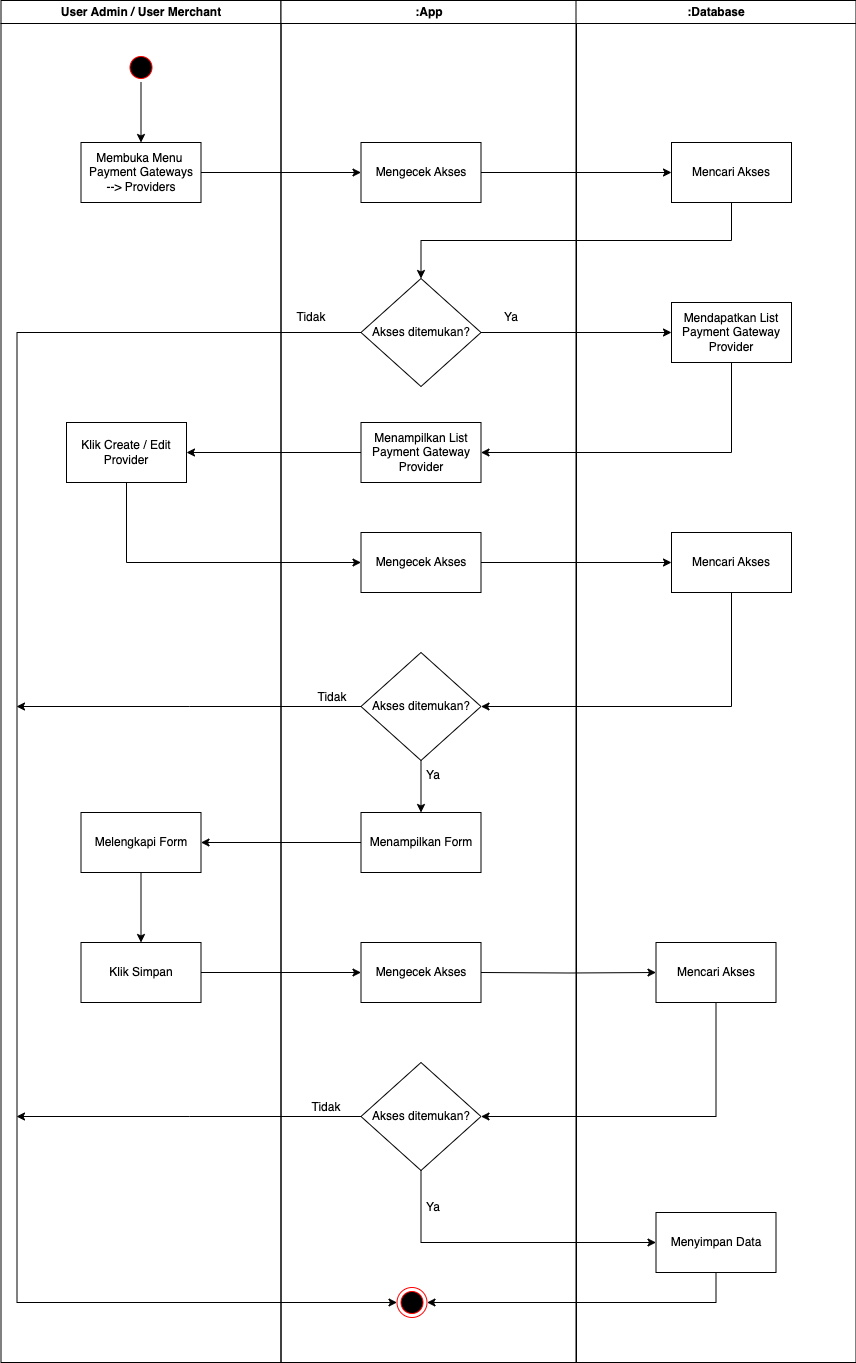 User Admin / User Merchant
:App
:Database
Membuka Menu
Payment Gateways
--> Providers
Mengecek Akses
Mencari Akses
Tidak
Akses ditemukan?
Ya
Mendapatkan List
Payment Gateway
Provider
Klik Create / Edit
Provider
Menampilkan List
Payment Gateway
Provider
Mengecek Akses
Mencari Akses
Tidak
Akses ditemukan?
Ya
Melengkapi Form
Menampilkan Form
Klik Simpan
Mengecek Akses
Mencari Akses
Tidak
Akses ditemukan?
Ya
Menyimpan Data